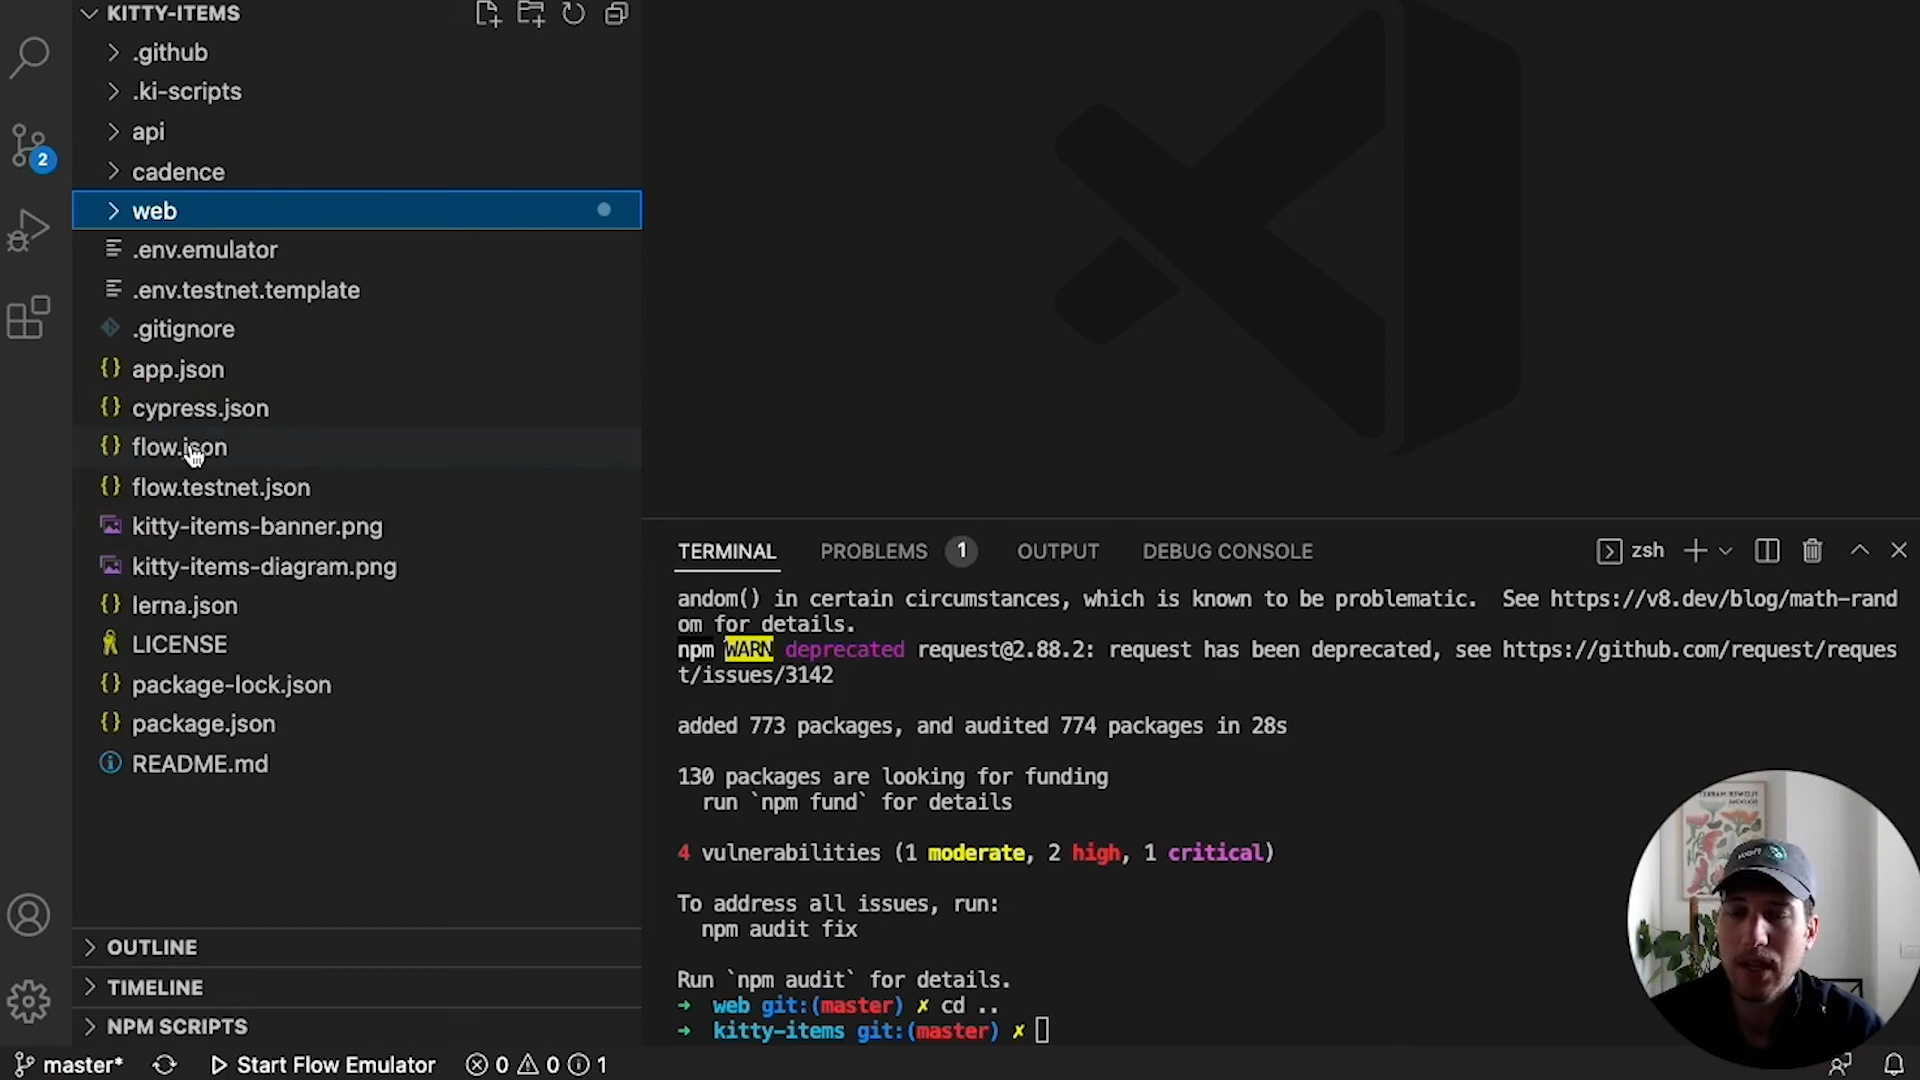 KITTY-ITEMS
.github
.ki-scripts
api
cadence
web
.env.emulator
.env.testnet.template
.gitignore
{} app.json
{} cypress.json
{} flow.json
{} flow.testnet.json
kitty-items-banner.png
kitty-items-diagram.png
{} lerna.json
LICENSE
{} package-lock.json
{} package.json
README.md
OUTLINE
TIMELINE
NPM SCRIPTS
2
TERMINAL PROBLEMS 1 OUTPUT DEBUG CONSOLE zsh
andom() in certain circumstances, which is known to be problematic.  See https://v8.dev/blog/math-rand
om for details.
npm WARN deprecated request@2.88.2: request has been deprecated, see https://github.com/request/reques
t/issues/3142
added 773 packages, and audited 774 packages in 28s
130 packages are looking for funding
run `npm fund` for details
4 vulnerabilities (1 moderate, 2 high, 1 critical)
To address all issues, run:
npm audit fix
Run `npm audit` for details.
→ web git:(master) ✗ cd ..
→ kitty-items git:(master) ✗
master* Start Flow Emulator 0 0 1